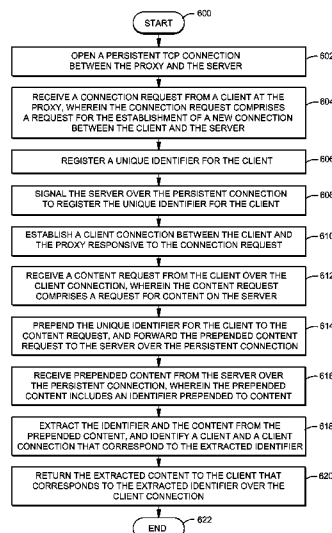 START
600
OPEN A PERSISTENT TCP CONNECTION
BETWEEN THE PROXY AND THE SERVER
602
RECEIVE A CONNECTION REQUEST FROM A CLIENT AT THE
PROXY, WHEREIN THE CONNECTION REQUEST COMPRISES
A REQUEST FOR THE ESTABLISHMENT OF A NEW CONNECTION
BETWEEN THE CLIENT AND THE SERVER
604
REGISTER A UNIQUE IDENTIFIER FOR THE CLIENT
606
SIGNAL THE SERVER OVER THE PERSISTENT CONNECTION
TO REGISTER THE UNIQUE IDENTIFIER FOR THE CLIENT
608
ESTABLISH A CLIENT CONNECTION BETWEEN THE CLIENT AND
THE PROXY RESPONSIVE TO THE CONNECTION REQUEST
610
RECEIVE A CONTENT REQUEST FROM THE CLIENT OVER THE
CLIENT CONNECTION, WHEREIN THE CONTENT REQUEST
COMPRISES A REQUEST FOR CONTENT ON THE SERVER
612
PREPEND THE UNIQUE IDENTIFIER FOR THE CLIENT TO THE
CONTENT REQUEST, AND FORWARD THE PREPENDED CONTENT
REQUEST TO THE SERVER OVER THE PERSISTENT CONNECTION
614
RECEIVE PREPENDED CONTENT FROM THE SERVER OVER
THE PERSISTENT CONNECTION, WHEREIN THE PREPENDED
CONTENT INCLUDES AN IDENTIFIER PREPENDED TO CONTENT
616
EXTRACT THE IDENTIFIER AND THE CONTENT FROM THE
PREPENDED CONTENT, AND IDENTIFY A CLIENT AND A CLIENT
CONNECTION THAT CORRESPOND TO THE EXTRACTED IDENTIFIER
618
RETURN THE EXTRACTED CONTENT TO THE CLIENT THAT
CORRESPONDS TO THE EXTRACTED IDENTIFIER OVER THE
CLIENT CONNECTION
620
END
622